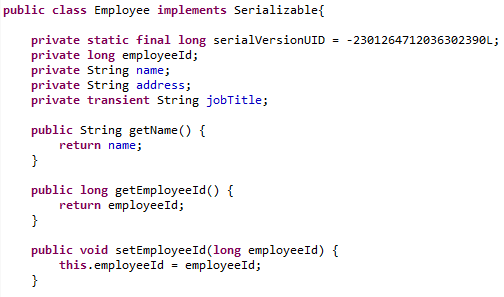 public class Employee implements Serializable{
private static final long serialVersionUID = -2301264712036302390L;
private long employeeId;
private String name;
private String address;
private transient String jobTitle;
public String getName() {
return name;
}
public long getEmployeeId() {
return employeeId;
}
public void setEmployeeId(long employeeId) {
this.employeeId = employeeId;
}